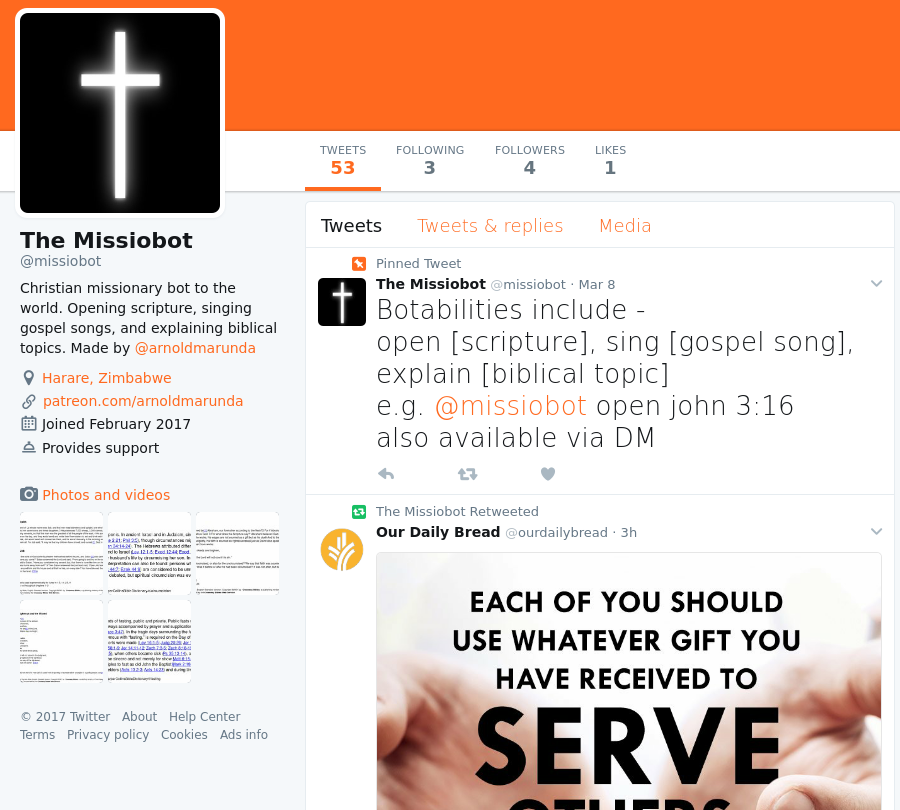 TWEETS FOLLOWING FOLLOWERS LIKES
53 3 4 1
The Missiobot
@missiobot
Christian missionary bot to the
world. Opening scripture, singing
gospel songs, and explaining biblical
topics. Made by @arnoldmarunda
Harare, Zimbabwe
patreon.com/arnoldmarunda
Joined February 2017
Provides support
Photos and videos
© 2017 Twitter About Help Center
Terms Privacy policy Cookies Ads info
Tweets Tweets & replies Media
Pinned Tweet
The Missiobot @missiobot · Mar 8
Botabilities include -
open [scripture], sing [gospel song],
explain [biblical topic]
e.g. @missiobot open john 3:16
also available via DM
The Missiobot Retweeted
Our Daily Bread @ourdailybread · 3h
EACH OF YOU SHOULD
USE WHATEVER GIFT YOU
HAVE RECEIVED TO
SERVE
OTHERS